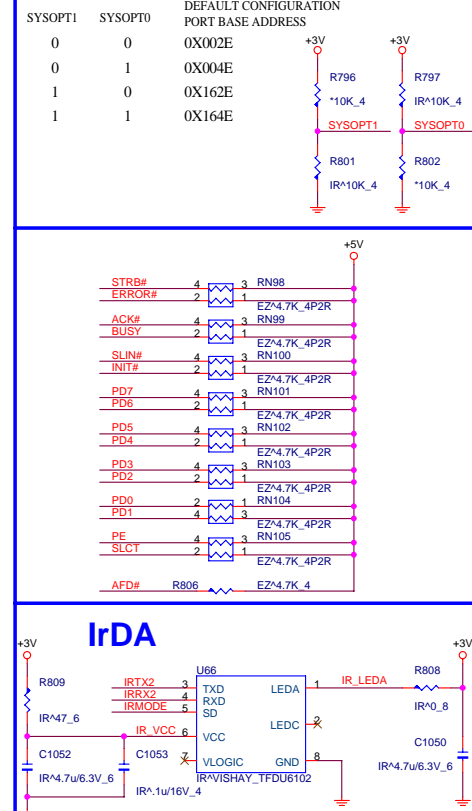 DEFAULT CONFIGURATION
SYSOPT1 SYSOPT0 PORT BASE ADDRESS
0 0 0X002E
0 1 0X004E
1 0 0X162E
1 1 0X164E
+3V +3V
R796 R797
*10K_4 IR^10K_4
SYSOPT1 SYSOPT0
R801 R802
IR^10K_4 *10K_4
+5V
STRB# 4 3 RN98
ERROR# 2 1
EZ^4.7K_4P2R
ACK# 4 3 RN99
BUSY 2 1
EZ^4.7K_4P2R
SLIN# 4 3 RN100
INIT# 2 1
EZ^4.7K_4P2R
PD7 4 3 RN101
PD6 2 1
EZ^4.7K_4P2R
PD5 4 3 RN102
PD4 2 1
EZ^4.7K_4P2R
PD3 4 3 RN103
PD2 2 1
EZ^4.7K_4P2R
PD0 2 1 RN104
PD1 4 3
EZ^4.7K_4P2R
PE 4 3 RN105
SLCT 2 1
EZ^4.7K_4P2R
AFD# R806 EZ^4.7K_4
IrDA
+3V +3V
R809 U66 R808
IRTX2 3 TXD LEDA 1 IR_LEDA
IRRX2 4 RXD
IRMODE 5 SD
IR^47_6 IR^0_8
LEDC 2
IR_VCC 6 VCC
C1052 C1053 C1050
7 VLOGIC GND 8
IR^4.7u/6.3V_6 IR^VISHAY_TFDU6102 IR^4.7u/6.3V_6
IR^.1u/16V_4